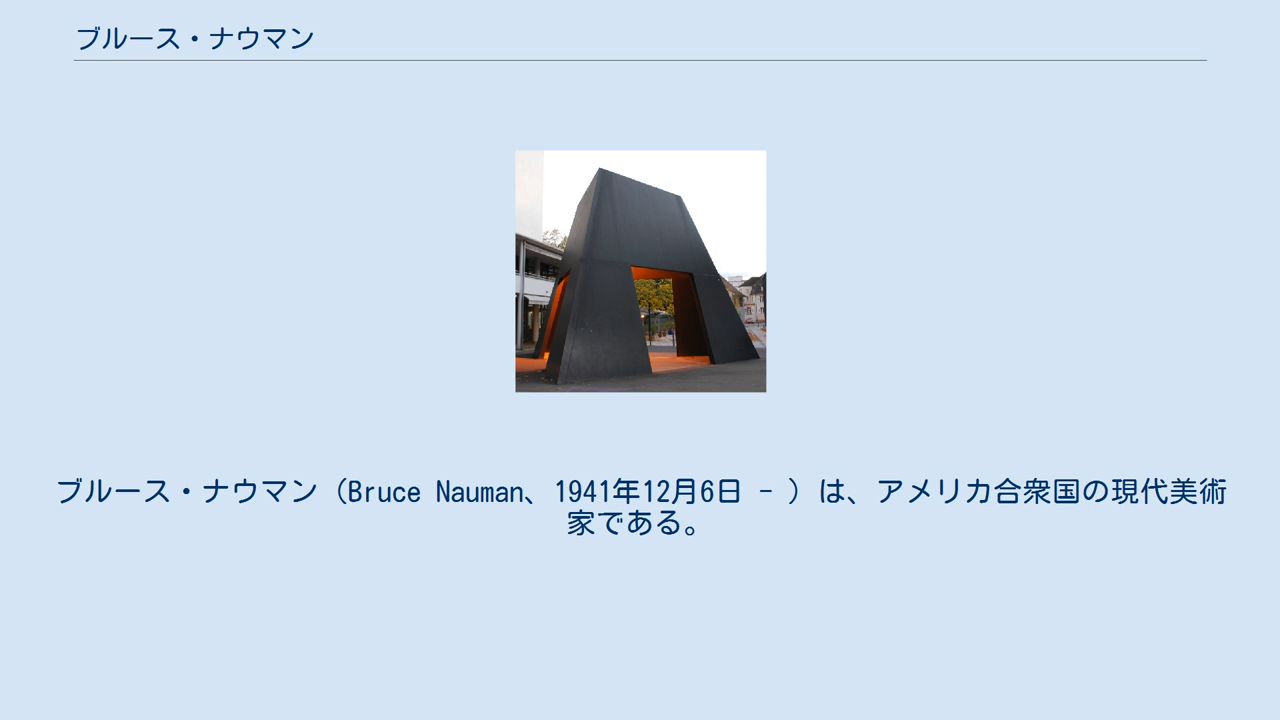 ブルース・ナウマン
ブルース・ナウマン（Bruce Nauman、1941年12月6日 - ）は、アメリカ合衆国の現代美術
家である。